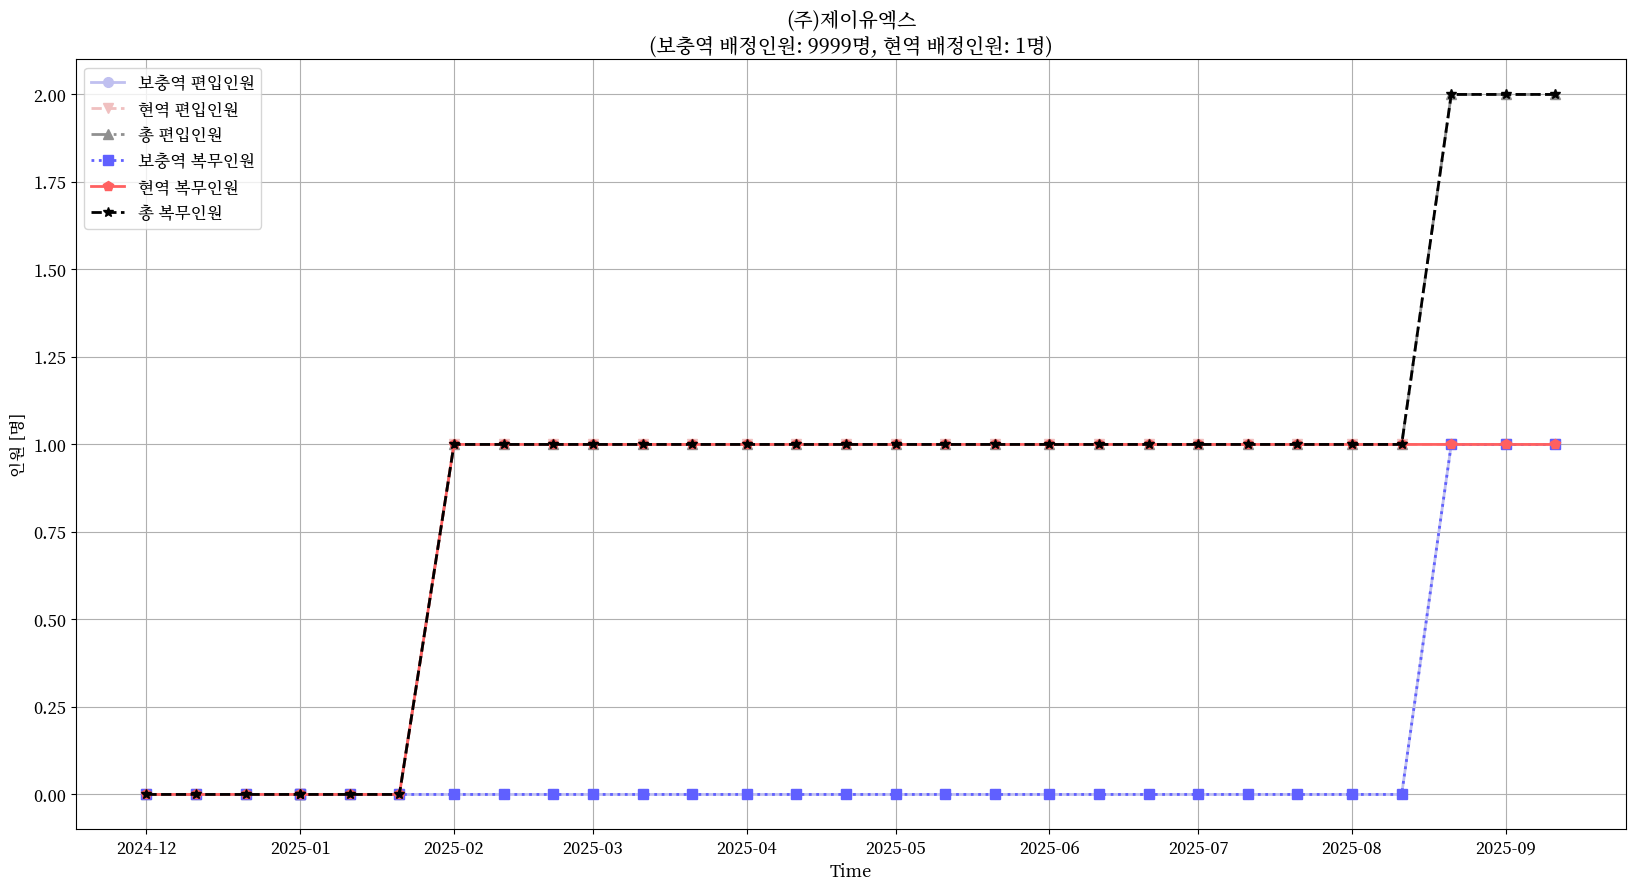 (주)제이유엑스
(보충역 배정인원: 9999명, 현역 배정인원: 1명)
보충역 편입인원
현역 편입인원
총 편입인원
보충역 복무인원
현역 복무인원
총 복무인원
2.00
1.75
1.50
1.25
1.00
0.75
0.50
0.25
0.00
인원 [명]
2024-12
2025-01
2025-02
2025-03
2025-04
2025-05
2025-06
2025-07
2025-08
2025-09
Time